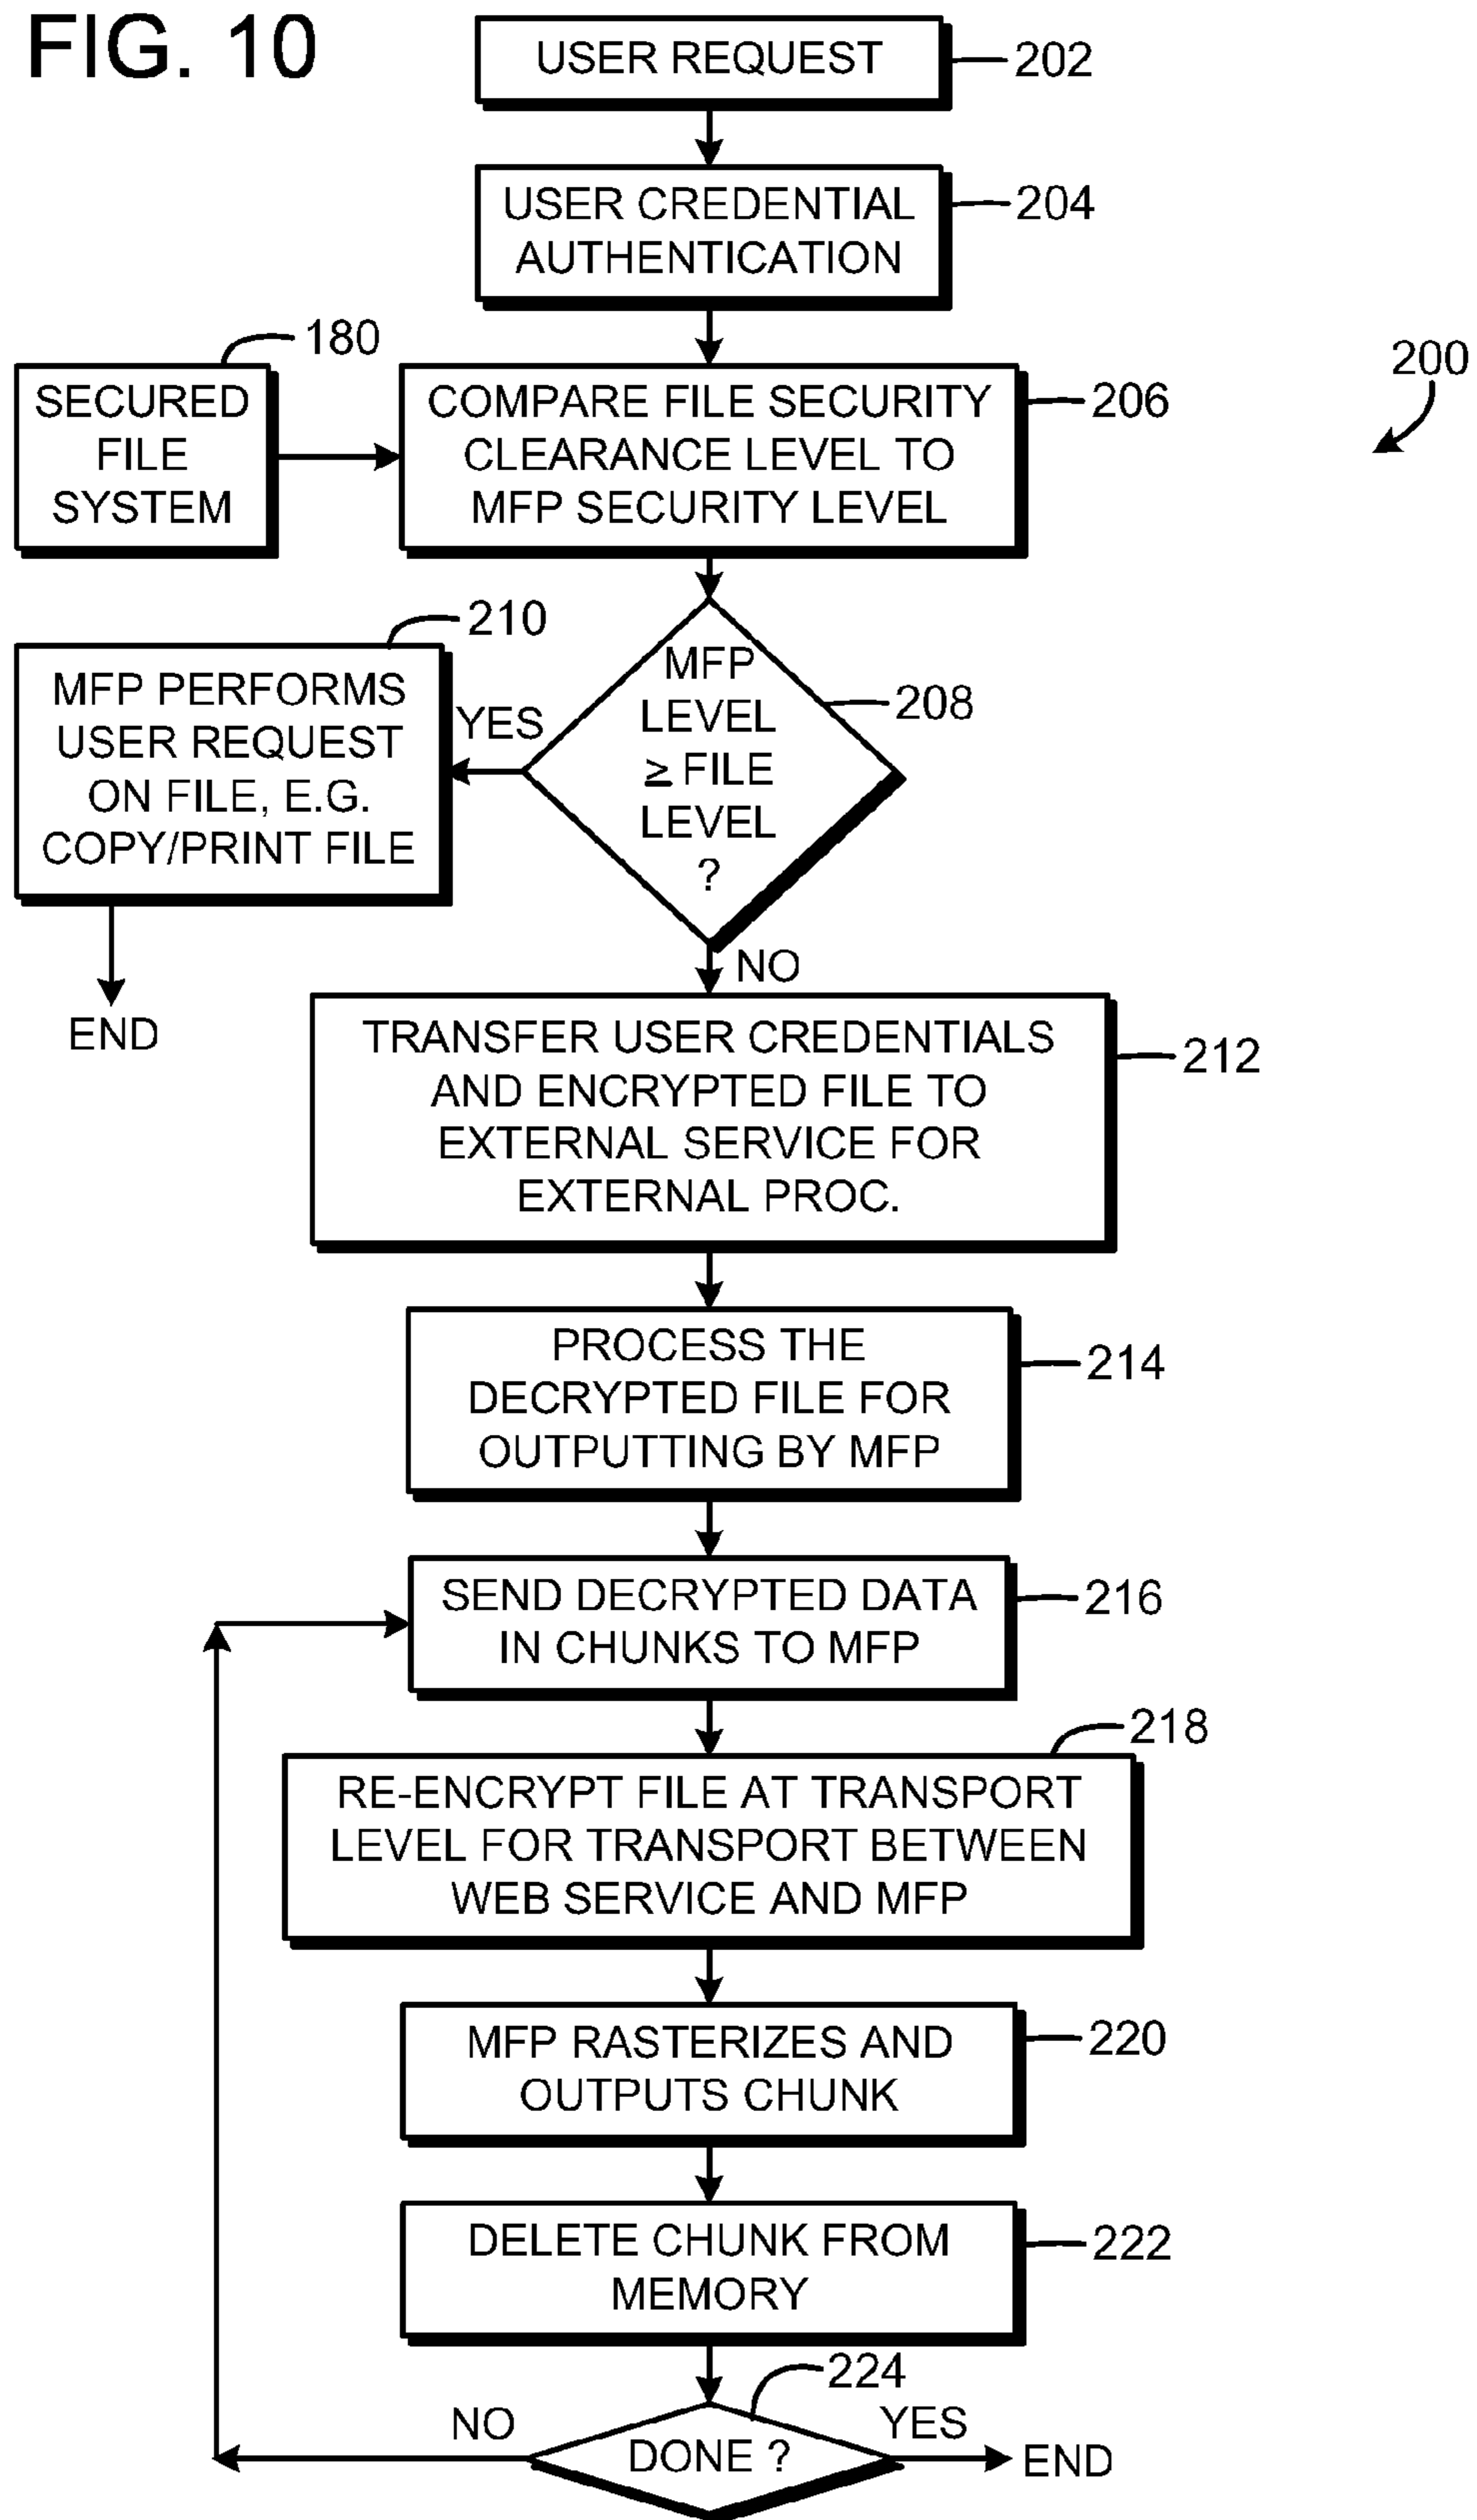 FIG. 10
USER REQUEST
202
USER CREDENTIAL
AUTHENTICATION
204
180
SECURED
FILE
SYSTEM
COMPARE FILE SECURITY
CLEARANCE LEVEL TO
MFP SECURITY LEVEL
206
200
210
MFP PERFORMS
USER REQUEST
ON FILE, E.G.
COPY/PRINT FILE
YES
MFP
LEVEL
≥ FILE
LEVEL
?
208
END
NO
TRANSFER USER CREDENTIALS
AND ENCRYPTED FILE TO
EXTERNAL SERVICE FOR
EXTERNAL PROC.
212
PROCESS THE
DECRYPTED FILE FOR
OUTPUTTING BY MFP
214
SEND DECRYPTED DATA
IN CHUNKS TO MFP
216
218
RE-ENCRYPT FILE AT TRANSPORT
LEVEL FOR TRANSPORT BETWEEN
WEB SERVICE AND MFP
MFP RASTERIZES AND
OUTPUTS CHUNK
220
DELETE CHUNK FROM
MEMORY
222
224
NO
DONE ?
YES
END